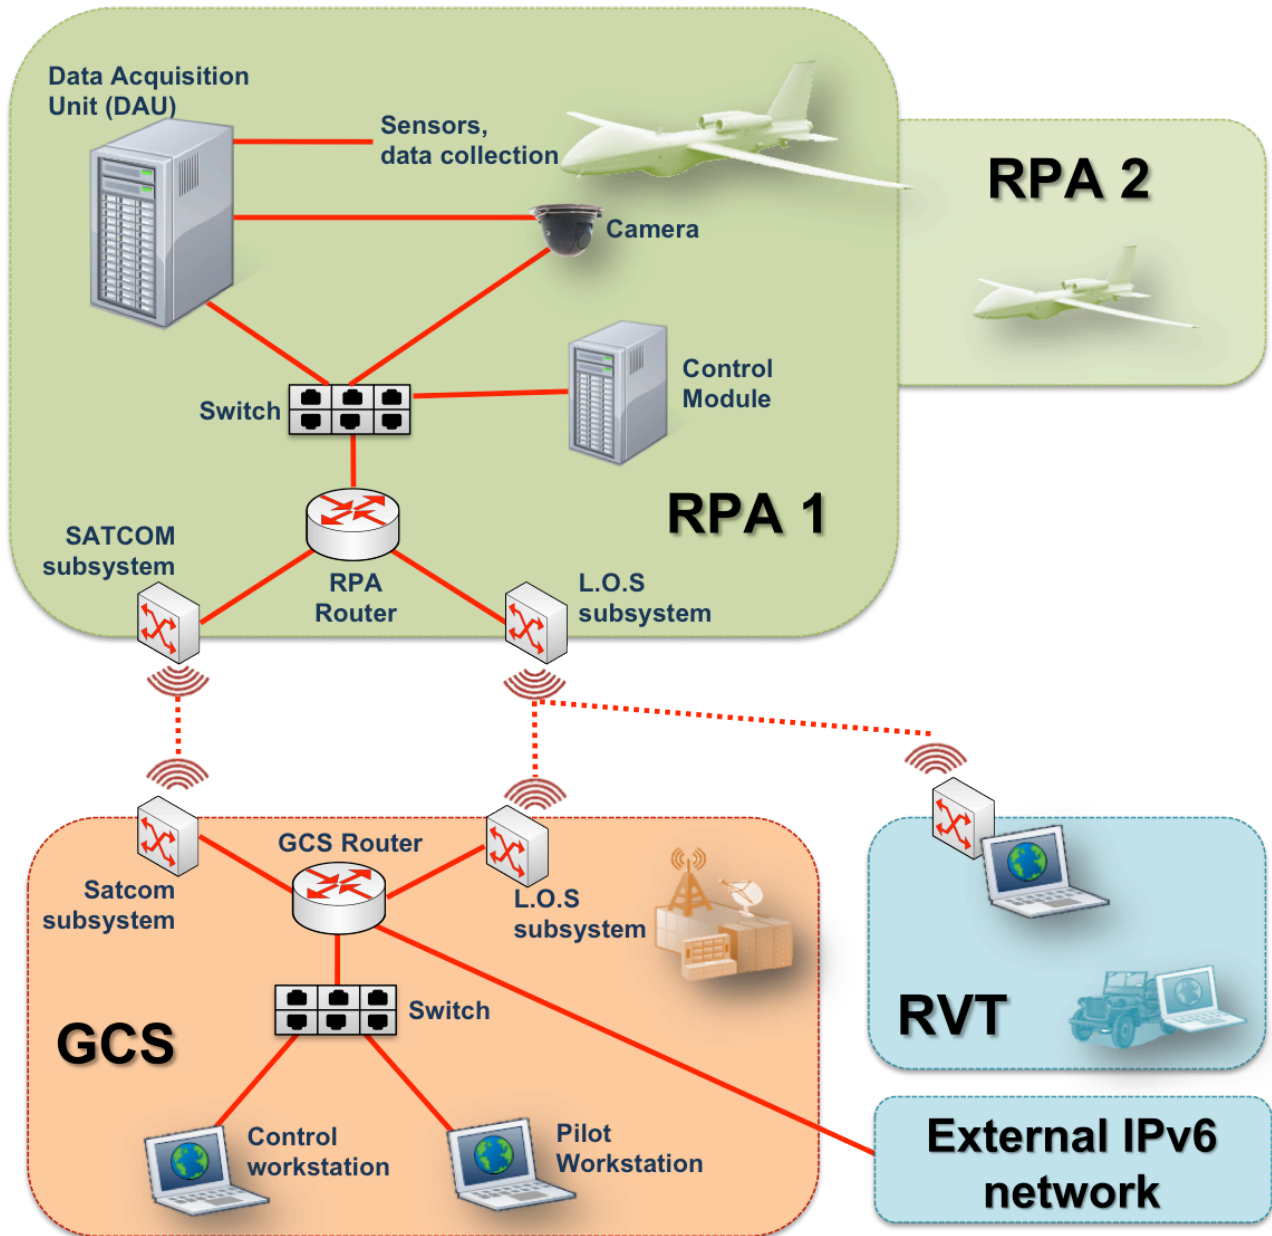 Data Acquisition
Unit (DAU)
Sensors,
data collection
RPA 2
Camera
Control
Module
Switch
RPA 1
SATCOM
subsystem
RPA
Router
L.O.S
subsystem
GCS Router
Satcom
subsystem
L.O.S
subsystem
Switch
GCS
RVT
Control
workstation
Pilot
Workstation
External IPv6
network